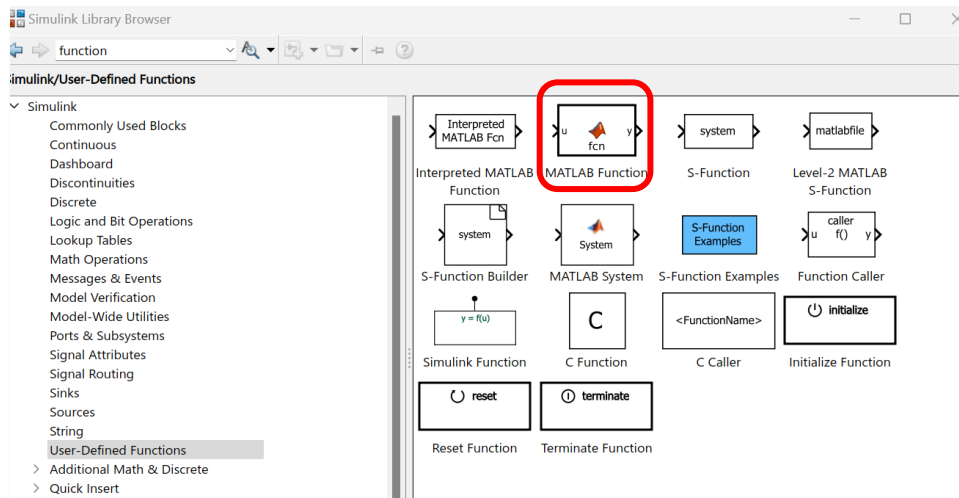 Simulink Library Browser
function
Simulink/User-Defined Functions
Simulink
Commonly Used Blocks
Continuous
Dashboard
Discontinuities
Discrete
Logic and Bit Operations
Lookup Tables
Math Operations
Messages & Events
Model Verification
Model-Wide Utilities
Ports & Subsystems
Signal Attributes
Signal Routing
Sinks
Sources
String
User-Defined Functions
Additional Math & Discrete
Quick Insert
Interpreted
MATLAB Fcn
u y
fcn
system
matlabfile
Interpreted MATLAB
Function
MATLAB Function
S-Function
Level-2 MATLAB
S-Function
system
System
S-Function
Examples
caller
u f() y
S-Function Builder
MATLAB System
S-Function Examples
Function Caller
y = f(u)
C
<FunctionName>
initialize
Simulink Function
C Function
C Caller
Initialize Function
reset
terminate
Reset Function
Terminate Function